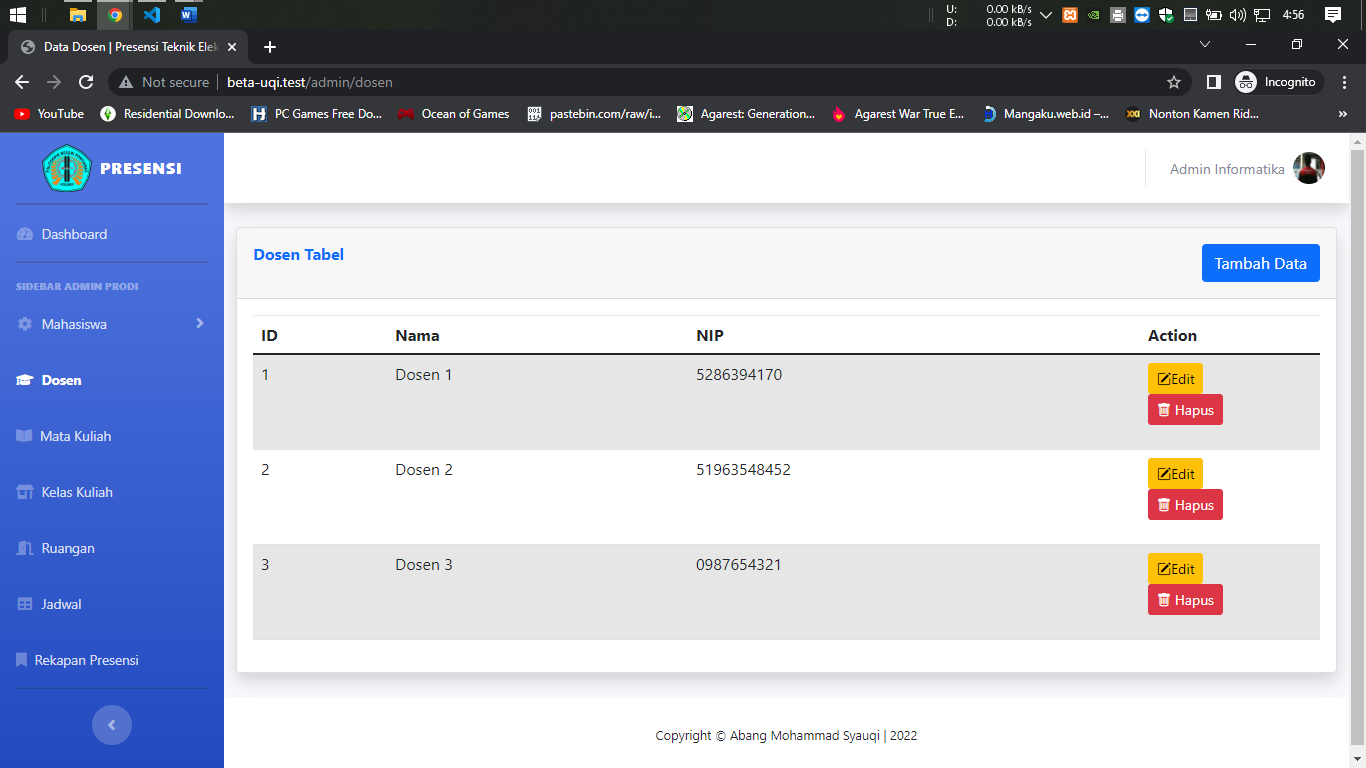 U: 0.00 kB/s
D: 0.00 kB/s
4:56
Data Dosen | Presensi Teknik Elek
Not secure
beta-uqi.test/admin/dosen
Incognito
YouTube
Residential Downlo...
PC Games Free Do...
Ocean of Games
pastebin.com/raw/i...
Agarest: Generation...
Agarest War True E...
Mangaku.web.id –...
Nonton Kamen Rid...
»
PRESENSI
Admin Informatika
Dashboard
SIDEBAR ADMIN PRODI
Mahasiswa
Dosen
Mata Kuliah
Kelas Kuliah
Ruangan
Jadwal
Rekapan Presensi
Dosen Tabel
Tambah Data
ID Nama NIP Action
1 Dosen 1 5286394170 Edit
Hapus
2 Dosen 2 51963548452 Edit
Hapus
3 Dosen 3 0987654321 Edit
Hapus
Copyright © Abang Mohammad Syauqi | 2022